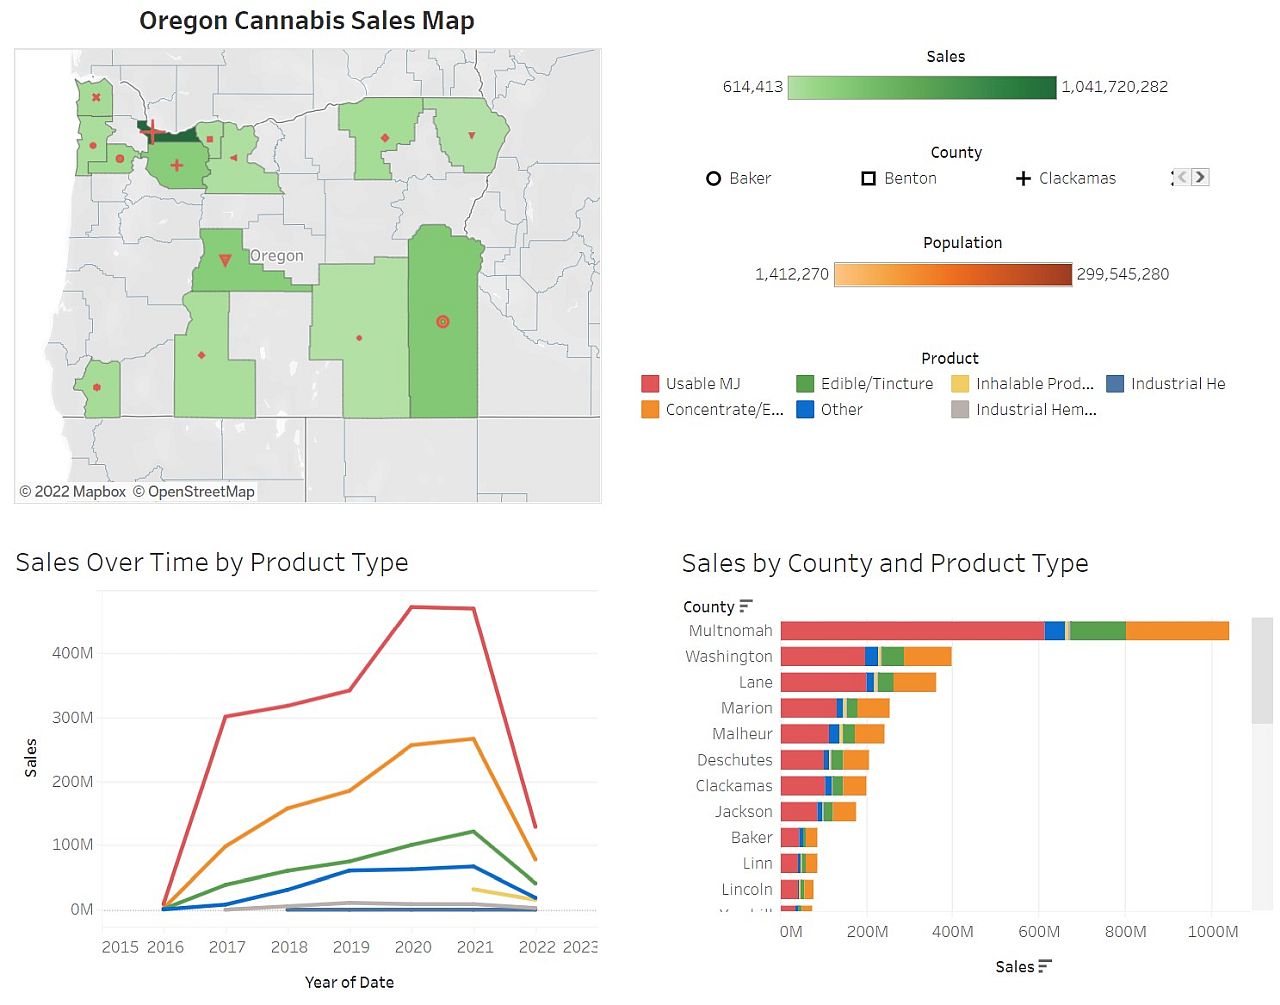 Oregon Cannabis Sales Map
Oregon
© 2022 Mapbox © OpenStreetMap
Sales
614,413 1,041,720,282
County
Baker Benton Clackamas
Population
1,412,270 299,545,280
Product
Usable MJ Edible/Tincture Inhalable Prod... Industrial He
Concentrate/E... Other Industrial Hem...
Sales Over Time by Product Type
400M
300M
200M
100M
0M
Sales
2015 2016 2017 2018 2019 2020 2021 2022 2023
Year of Date
Sales by County and Product Type
County
Multnomah
Washington
Lane
Marion
Malheur
Deschutes
Clackamas
Jackson
Baker
Linn
Lincoln
0M 200M 400M 600M 800M 1000M
Sales